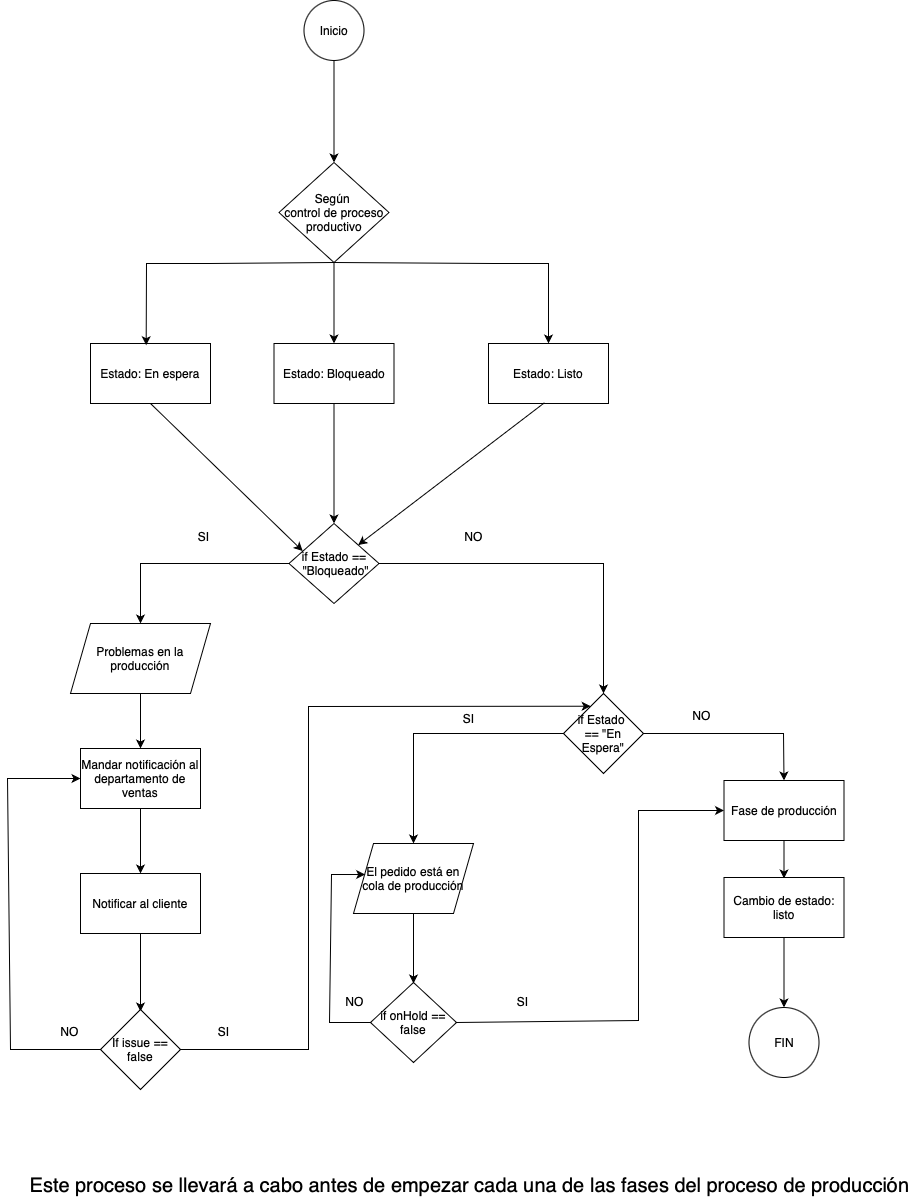 Inicio
Según
control de proceso
productivo
Estado: En espera
Estado: Bloqueado
Estado: Listo
SI
NO
if Estado ==
"Bloqueado"
Problemas en la
producción
SI
if Estado
== "En
Espera"
NO
Mandar notificación al
departamento de
ventas
Fase de producción
El pedido está en
cola de producción
Notificar al cliente
Cambio de estado:
listo
NO
if onHold ==
false
SI
NO
If issue ==
false
SI
FIN
Este proceso se llevará a cabo antes de empezar cada una de las fases del proceso de producción